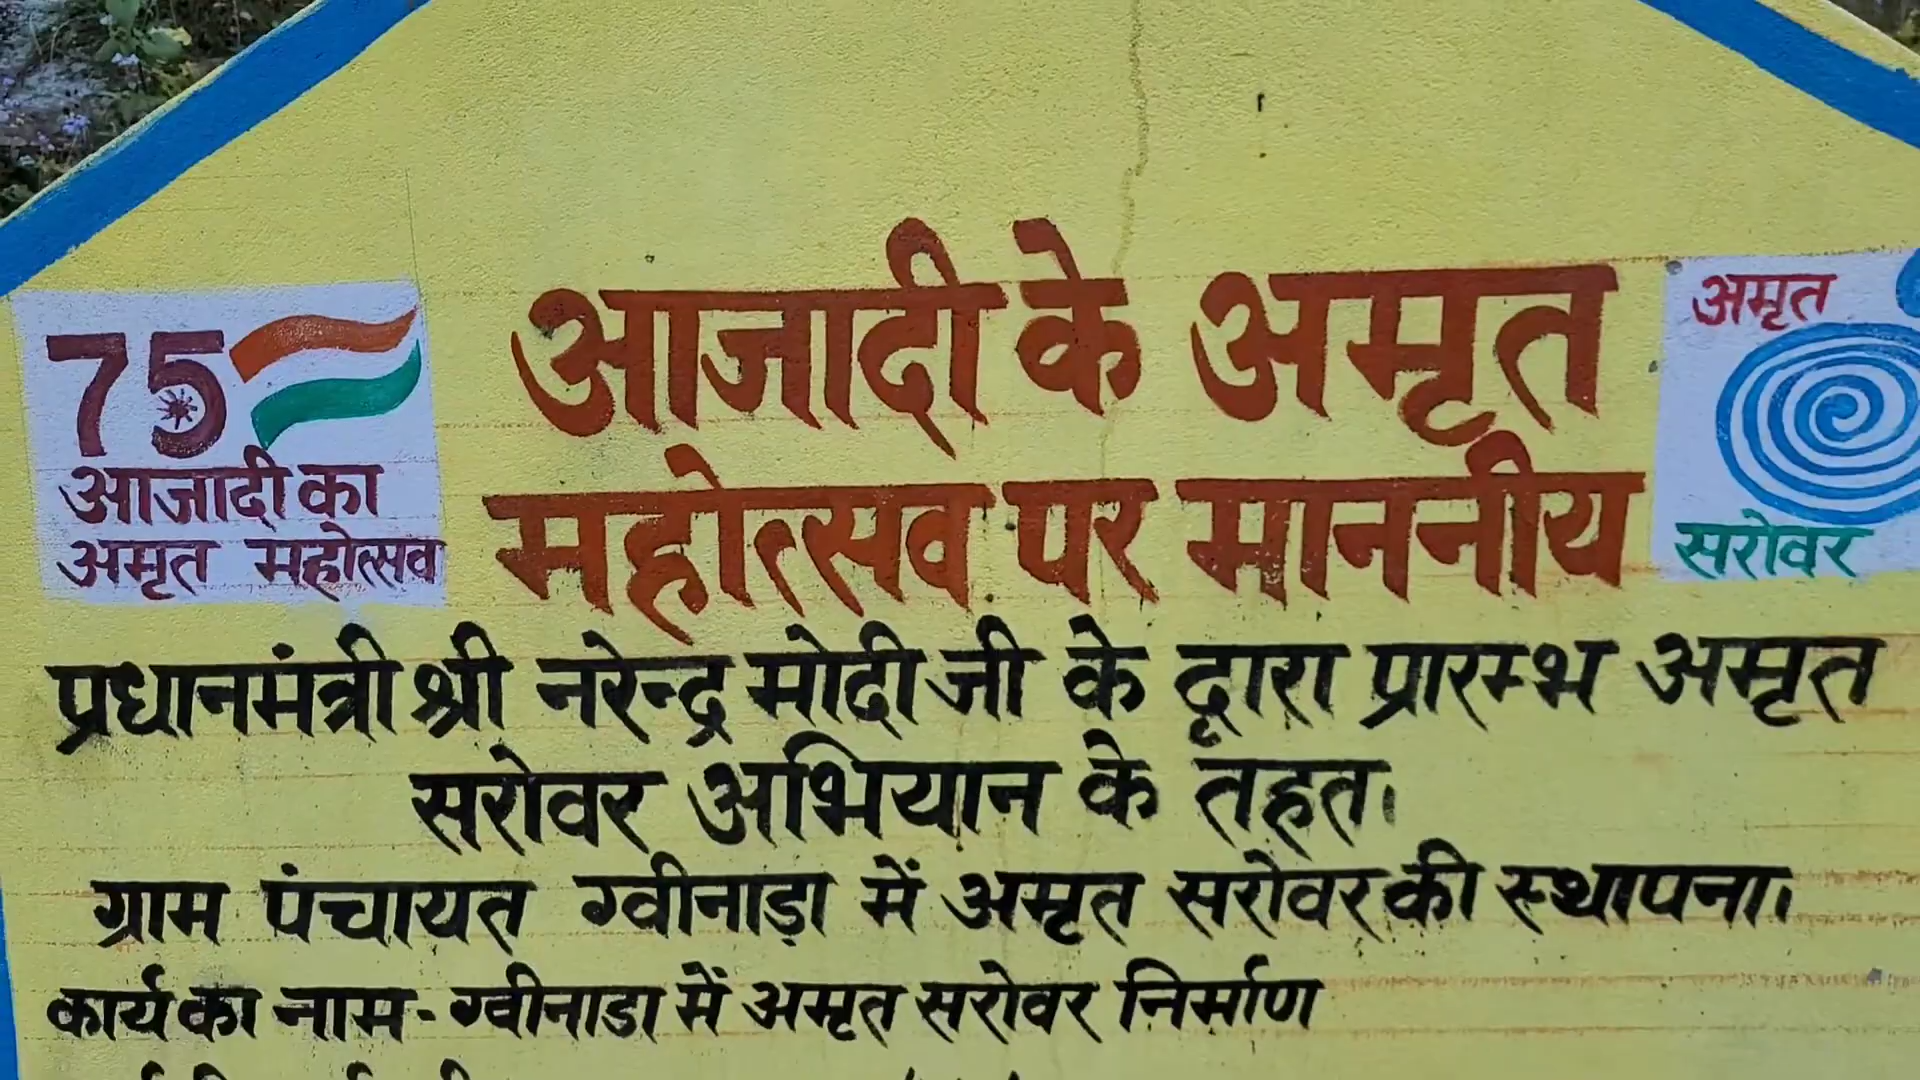 75
आजादी का
अमृत महोत्सव
आजादी के अमृत
महोत्सव पर माननीय
अमृत
सरोवर
प्रधानमंत्री श्री नरेन्द्र मोदी जी के द्वारा प्रारम्भ अमृत
सरोवर अभियान के तहत।
ग्राम पंचायत ग्वीनाड़ा में अमृत सरोवर की स्थापना।
कार्य का नाम - ग्वीनाडा में अमृत सरोवर निर्माण